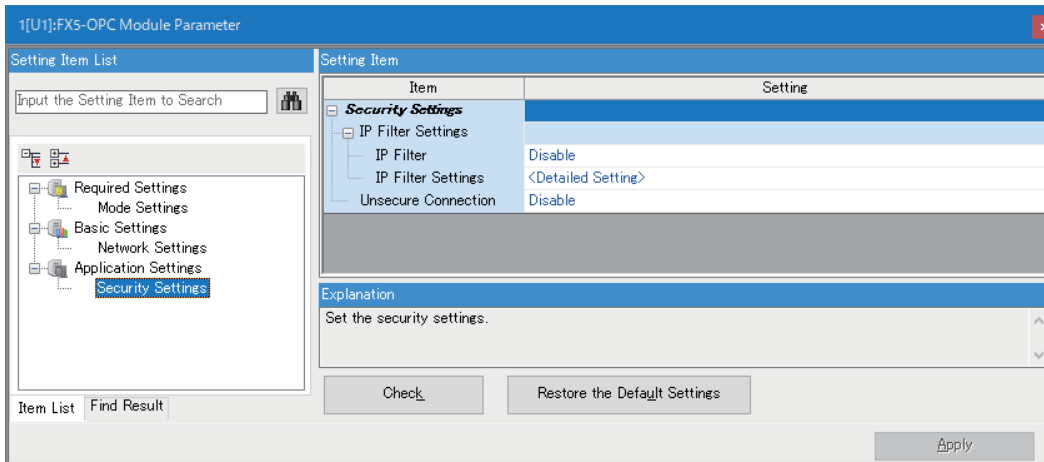 1[U1]:FX5-OPC Module Parameter
Setting Item List
Input the Setting Item to Search
Required Settings
Mode Settings
Basic Settings
Network Settings
Application Settings
Security Settings
Item List Find Result
Setting Item
Item Setting
Security Settings
IP Filter Settings
IP Filter Disable
IP Filter Settings <Detailed Setting>
Unsecure Connection Disable
Explanation
Set the security settings.
Check Restore the Default Settings
Apply